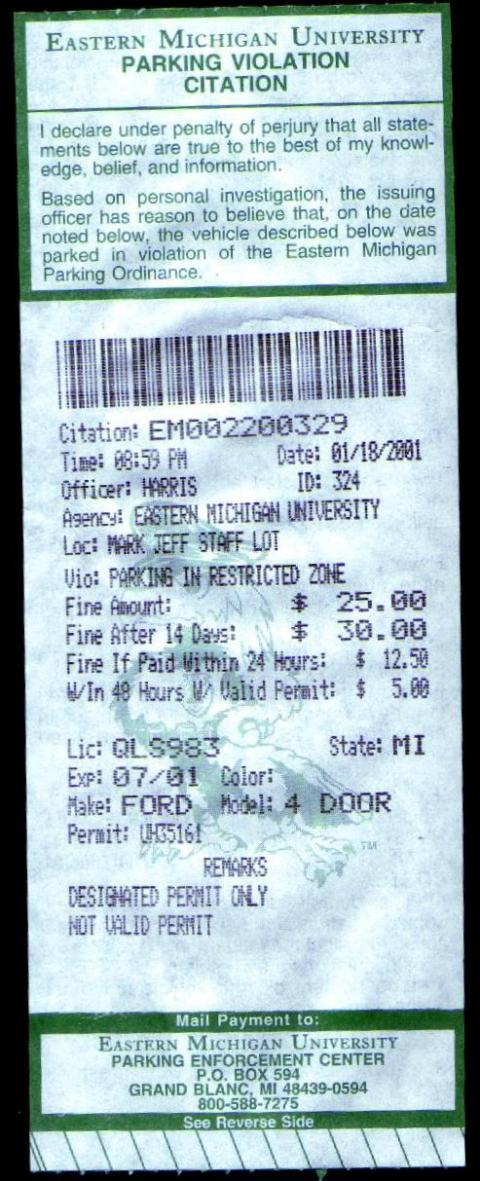 EASTERN MICHIGAN UNIVERSITY
PARKING VIOLATION
CITATION
I declare under penalty of perjury that all state-
ments below are true to the best of my knowl-
edge, belief, and information.
Based on personal investigation, the issuing
officer has reason to believe that, on the date
noted below, the vehicle described below was
parked in violation of the Eastern Michigan
Parking Ordinance.
Citation: EM002200329
Time: 08:59 PM Date: 01/18/2001
Officer: HARRIS ID: 324
Agency: EASTERN MICHIGAN UNIVERSITY
Loc: MARK JEFF STAFF LOT
Vio: PARKING IN RESTRICTED ZONE
Fine Amount: $ 25.00
Fine After 14 Days: $ 30.00
Fine If Paid Within 24 Hours: $ 12.50
W/In 48 Hours W/ Valid Permit: $ 5.00
Lic: QLS983 State: MI
Exp: 07/01 Color:
Make: FORD Model: 4 DOOR
Permit: UH35161
TM
REMARKS
DESIGNATED PERMIT ONLY
NOT VALID PERMIT
Mail Payment to:
EASTERN MICHIGAN UNIVERSITY
PARKING ENFORCEMENT CENTER
P.O. BOX 594
GRAND BLANC, MI 48439-0594
800-588-7275
See Reverse Side